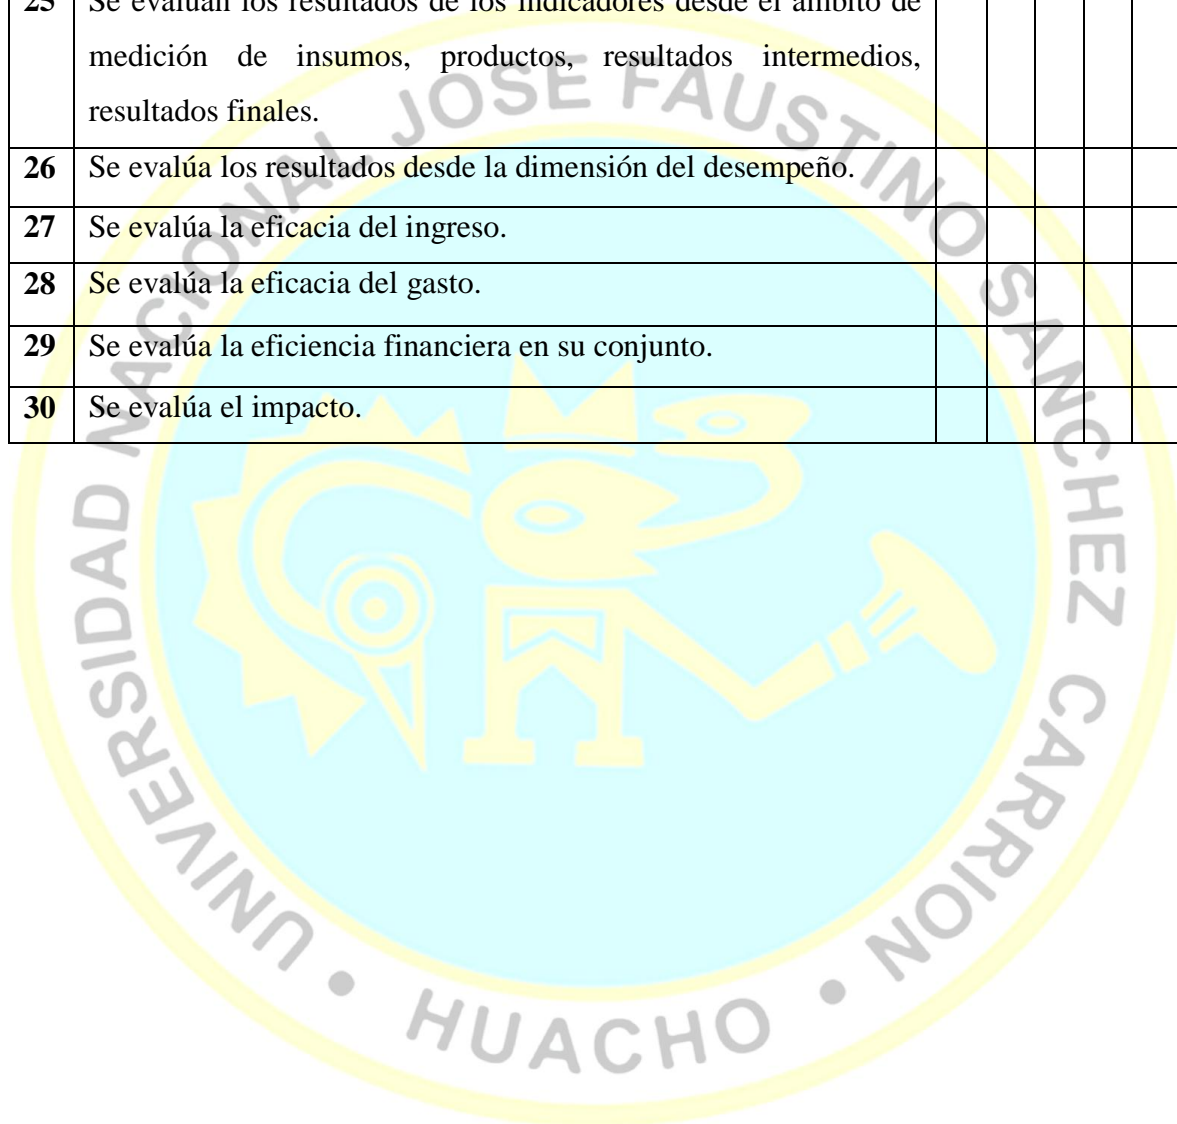 25 Se evalúan los resultados de los indicadores desde el ámbito de
medición de insumos, productos, resultados intermedios,
resultados finales.
26 Se evalúa los resultados desde la dimensión del desempeño.
27 Se evalúa la eficacia del ingreso.
28 Se evalúa la eficacia del gasto.
29 Se evalúa la eficiencia financiera en su conjunto.
30 Se evalúa el impacto.
UNIVERSIDAD NACIONAL JOSE FAUSTINO SANCHEZ CARRION
• HUACHO •